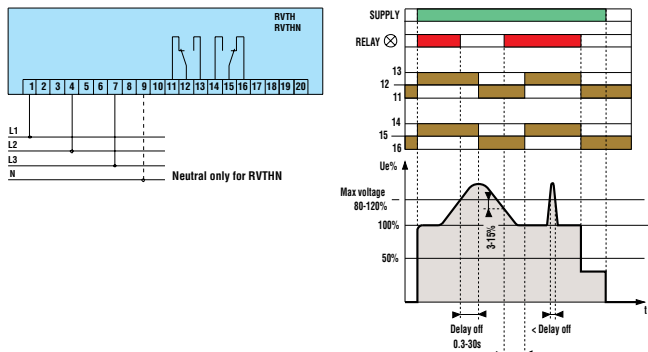 RVTH
RVTHN
1 2 3 4 5 6 7 8 9 10 11 12 13 14 15 16 17 18 19 20
L1
L2
L3
N
Neutral only for RVTHN
SUPPLY
RELAY
13
12
11
14
15
16
Ue%
Max voltage
80-120%
100%
50%
3-15%
t
Delay off
0.3-30s
< Delay off